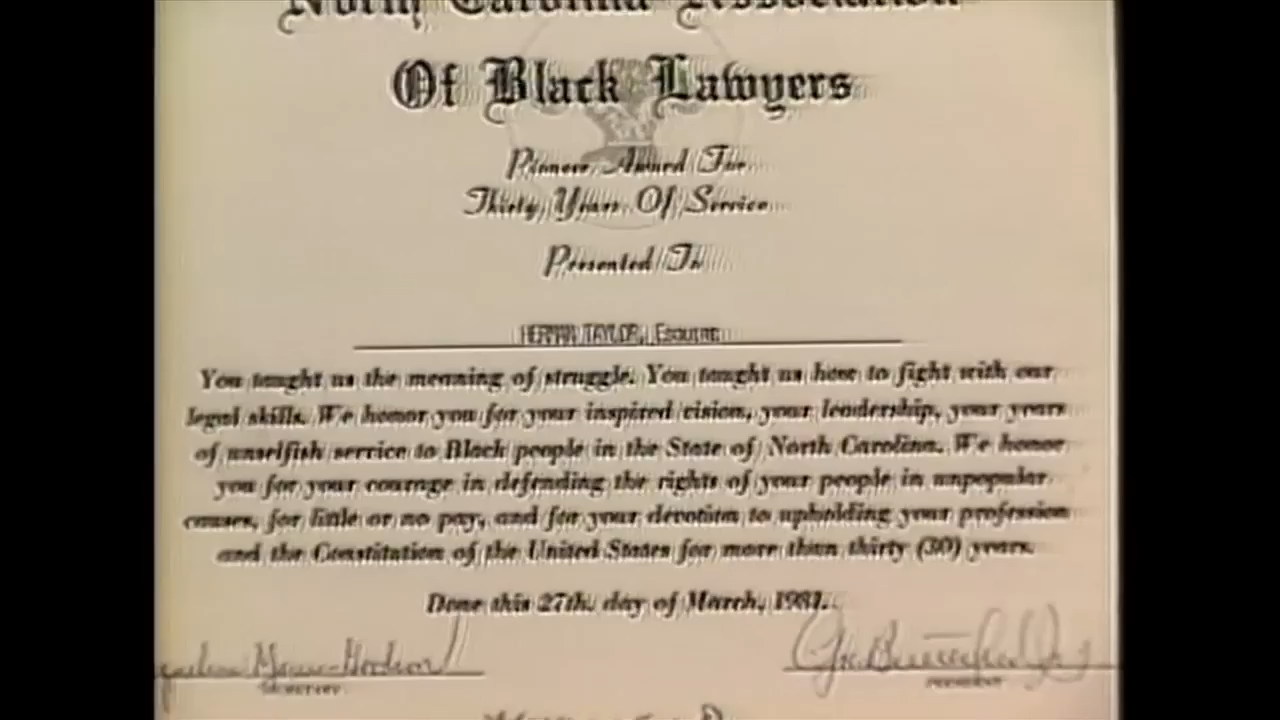 North Carolina Association
Of Black Lawyers
Pioneer Award For
Thirty Years Of Service
Presented To
HERMAN TAYLOR, ESQUIRE
You taught us the meaning of struggle. You taught us how to fight with our
legal skills. We honor you for your inspired vision, your leadership, your years
of unselfish service to Black people in the State of North Carolina. We honor
you for your courage in defending the rights of your people in unpopular
causes, for little or no pay, and for your devotion to upholding your profession
and the Constitution of the United States for more than thirty (30) years.
Done this 27th. day of March, 1981.
SECRETARY
PRESIDENT